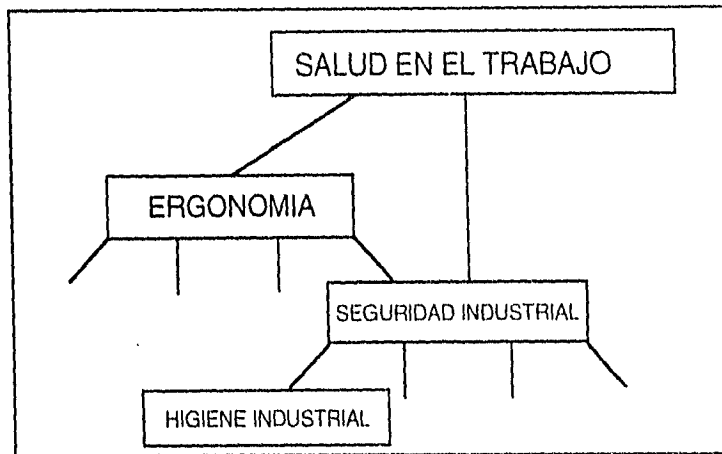 SALUD EN EL TRABAJO
ERGONOMIA
SEGURIDAD INDUSTRIAL
HIGIENE INDUSTRIAL